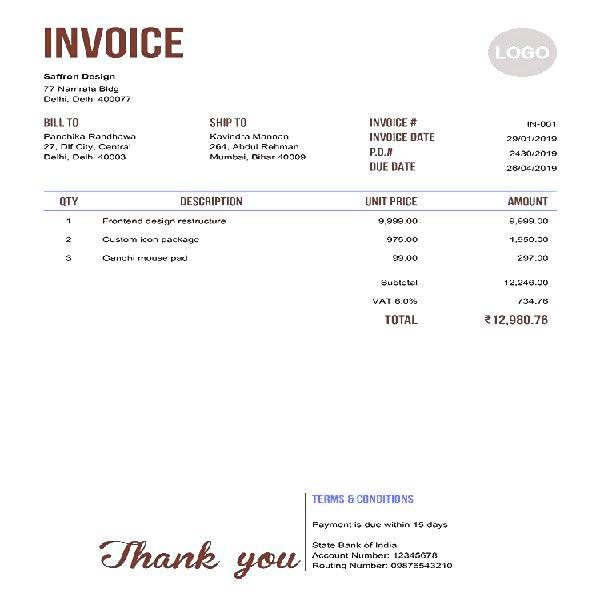 INVOICE
LOGO
Saffron Design
77 Namrata Bldg
Delhi, Delhi 400077
BILL TO
Panchika Randhawa
27, Dlf City, Central
Delhi, Delhi 40003
SHIP TO
Kavindra Mannan
264, Abdul Rehman
Mumbai, Bihar 40009
INVOICE # IN-001
INVOICE DATE 29/01/2019
P.O.# 2430/2019
DUE DATE 26/04/2019
QTY DESCRIPTION UNIT PRICE AMOUNT
1 Frontend design restructure 9,999.00 9,999.00
2 Custom icon package 975.00 1,950.00
3 Gandhi mouse pad 99.00 297.00
Subtotal 12,246.00
VAT 6.0% 734.76
TOTAL ₹12,980.76
TERMS & CONDITIONS
Payment is due within 15 days
State Bank of India
Account Number: 12345678
Routing Number: 09876543210
Thank you